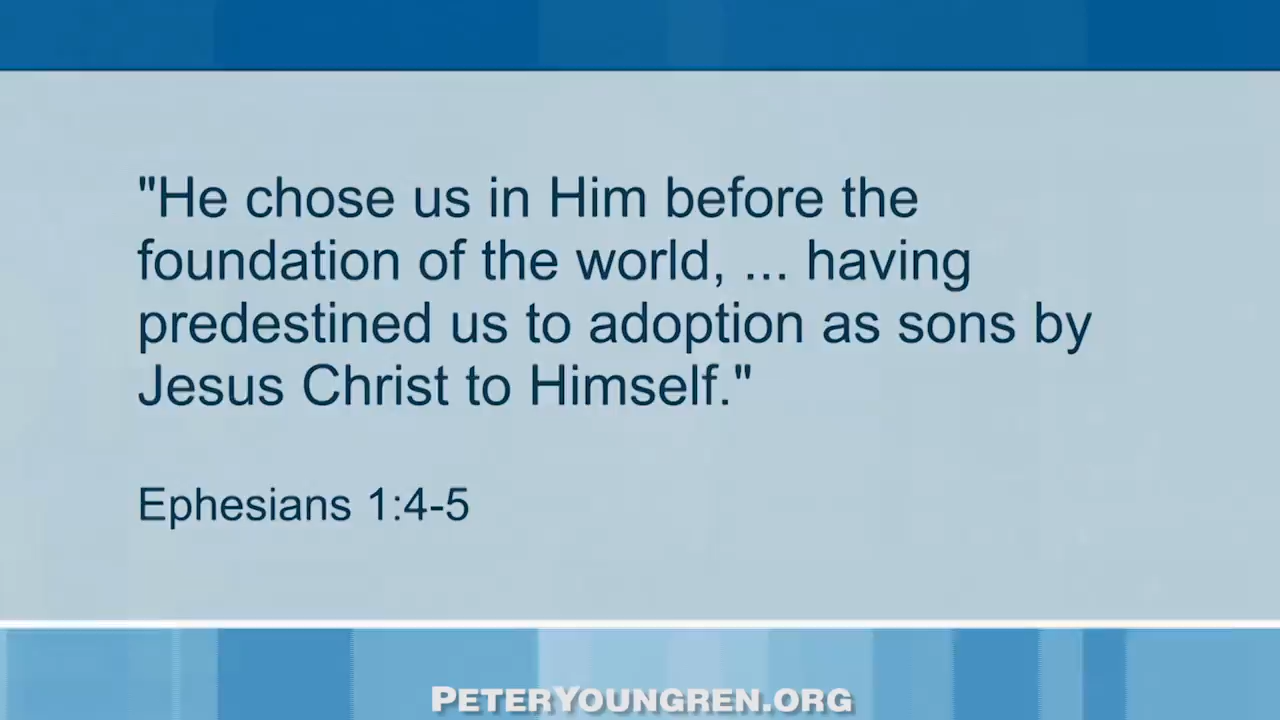 "He chose us in Him before the
foundation of the world, ... having
predestined us to adoption as sons by
Jesus Christ to Himself."
Ephesians 1:4-5
PETERYOUNGREN.ORG